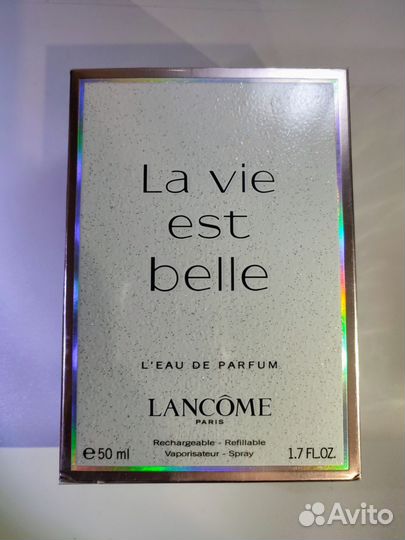 La vie
est
belle
L'EAU DE PARFUM
LANCÔME
PARIS
Rechargeable - Refillable
Vaporisateur - Spray
e 50 ml
1.7 FL.OZ.
Avito